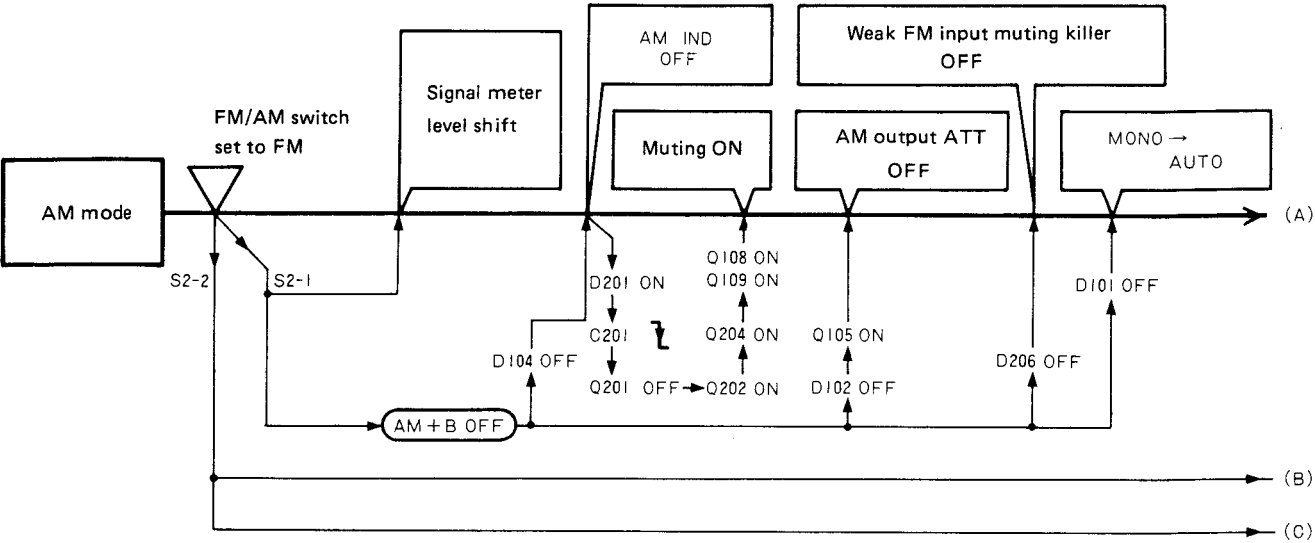 AM IND
OFF
Weak FM input muting killer
OFF
Signal meter
level shift
FM/AM switch
set to FM
Muting ON
AM output ATT
OFF
MONO →
AUTO
AM mode
(A)
S2-2
S2-1
D201 ON
C201
Q201 OFF → Q202 ON
Q204 ON
Q108 ON
Q109 ON
Q105 ON
D102 OFF
D101 OFF
D206 OFF
D104 OFF
AM+B OFF
(B)
(C)